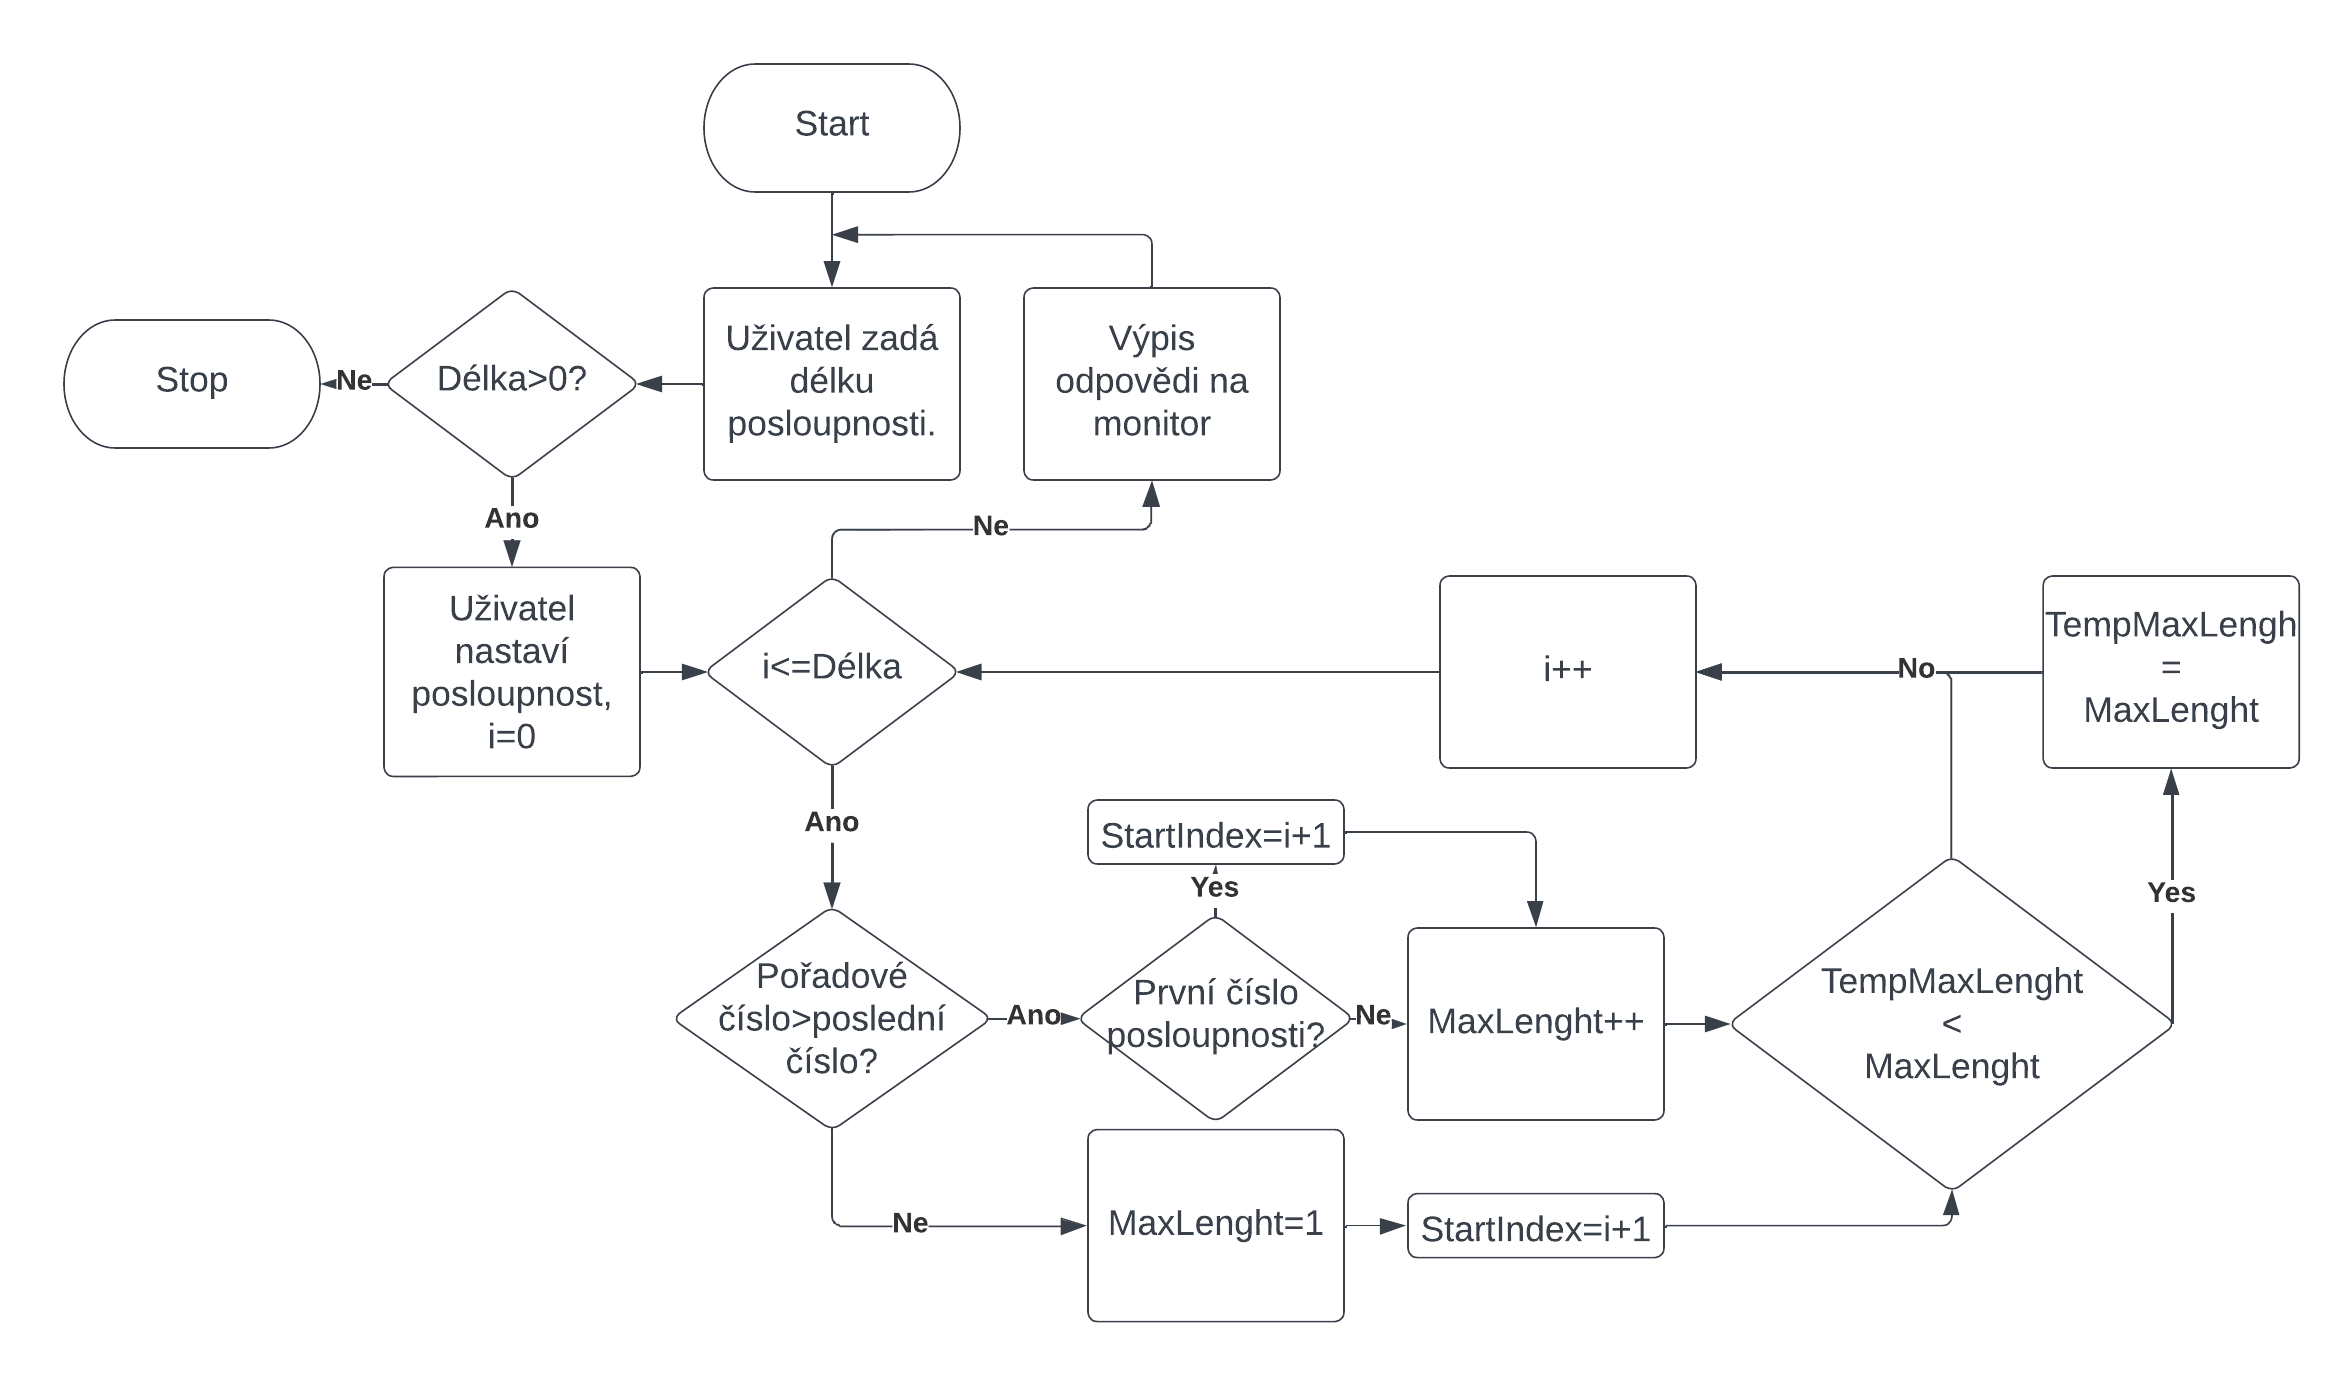 Start
Stop
Ne
Délka>0?
Uživatel zadá
délku
posloupnosti.
Výpis
odpovědi na
monitor
Ano
Ne
Uživatel
nastaví
posloupnost,
i=0
i<=Délka
i++
No
TempMaxLengh
=
MaxLenght
Ano
StartIndex=i+1
Yes
Yes
Pořadové
číslo>poslední
číslo?
Ano
První číslo
posloupnosti?
Ne
MaxLenght++
TempMaxLenght
<
MaxLenght
Ne
MaxLenght=1
StartIndex=i+1